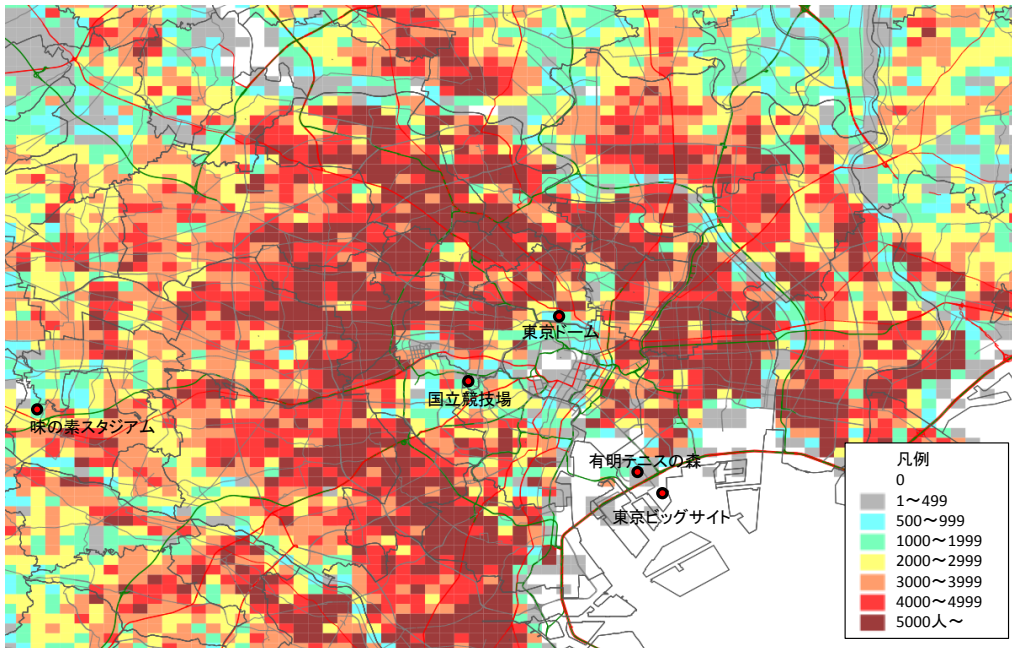 東京ドーム
国立競技場
味の素スタジアム
有明テニスの森
東京ビッグサイト
凡例
0
1～499
500～999
1000～1999
2000～2999
3000～3999
4000～4999
5000人～